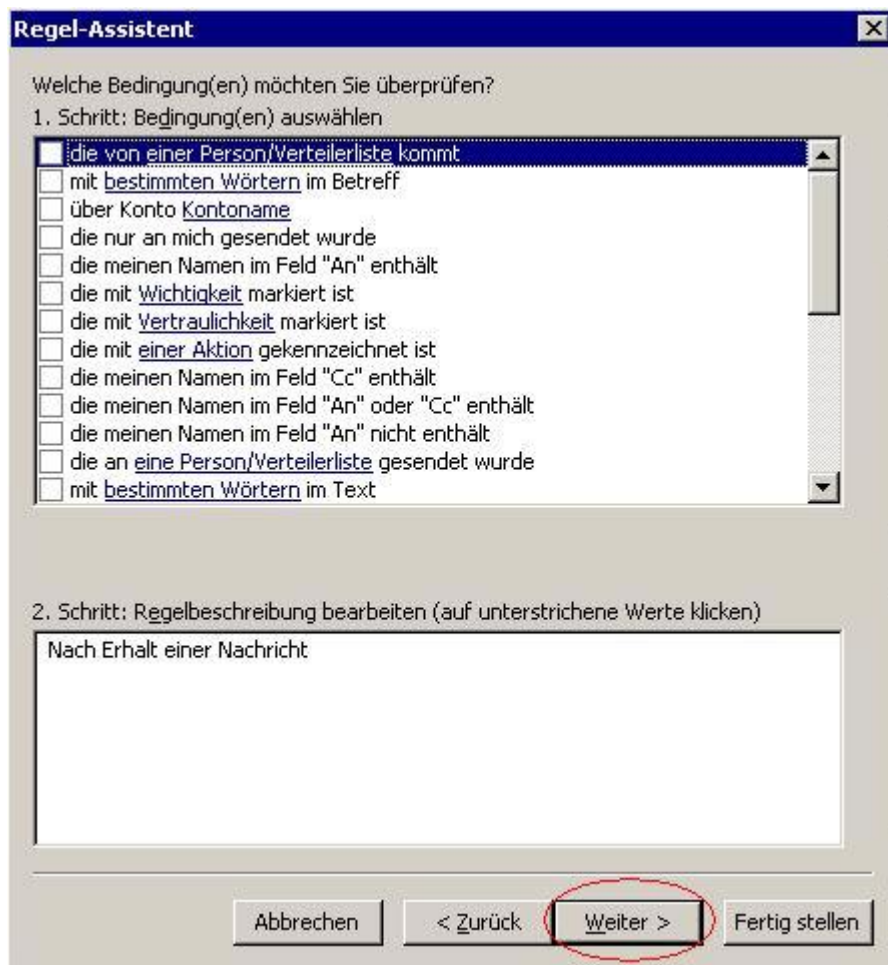 Regel-Assistent
Welche Bedingung(en) möchten Sie überprüfen?
1. Schritt: Bedingung(en) auswählen
die von einer Person/Verteilerliste kommt
mit bestimmten Wörtern im Betreff
über Konto Kontoname
die nur an mich gesendet wurde
die meinen Namen im Feld "An" enthält
die mit Wichtigkeit markiert ist
die mit Vertraulichkeit markiert ist
die mit einer Aktion gekennzeichnet ist
die meinen Namen im Feld "Cc" enthält
die meinen Namen im Feld "An" oder "Cc" enthält
die meinen Namen im Feld "An" nicht enthält
die an eine Person/Verteilerliste gesendet wurde
mit bestimmten Wörtern im Text
2. Schritt: Regelbeschreibung bearbeiten (auf unterstrichene Werte klicken)
Nach Erhalt einer Nachricht
Abbrechen < Zurück Weiter > Fertig stellen